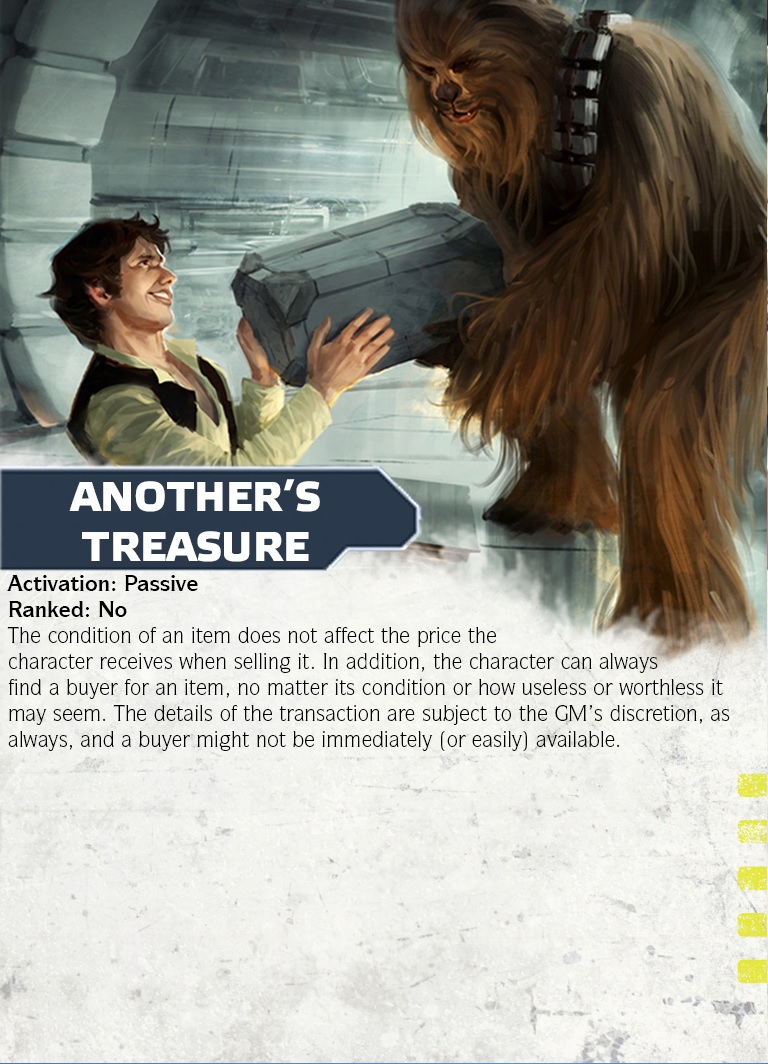 ANOTHER’S
TREASURE
Activation: Passive
Ranked: No
The condition of an item does not affect the price the
character receives when selling it. In addition, the character can always
find a buyer for an item, no matter its condition or how useless or worthless it
may seem. The details of the transaction are subject to the GM’s discretion, as
always, and a buyer might not be immediately (or easily) available.